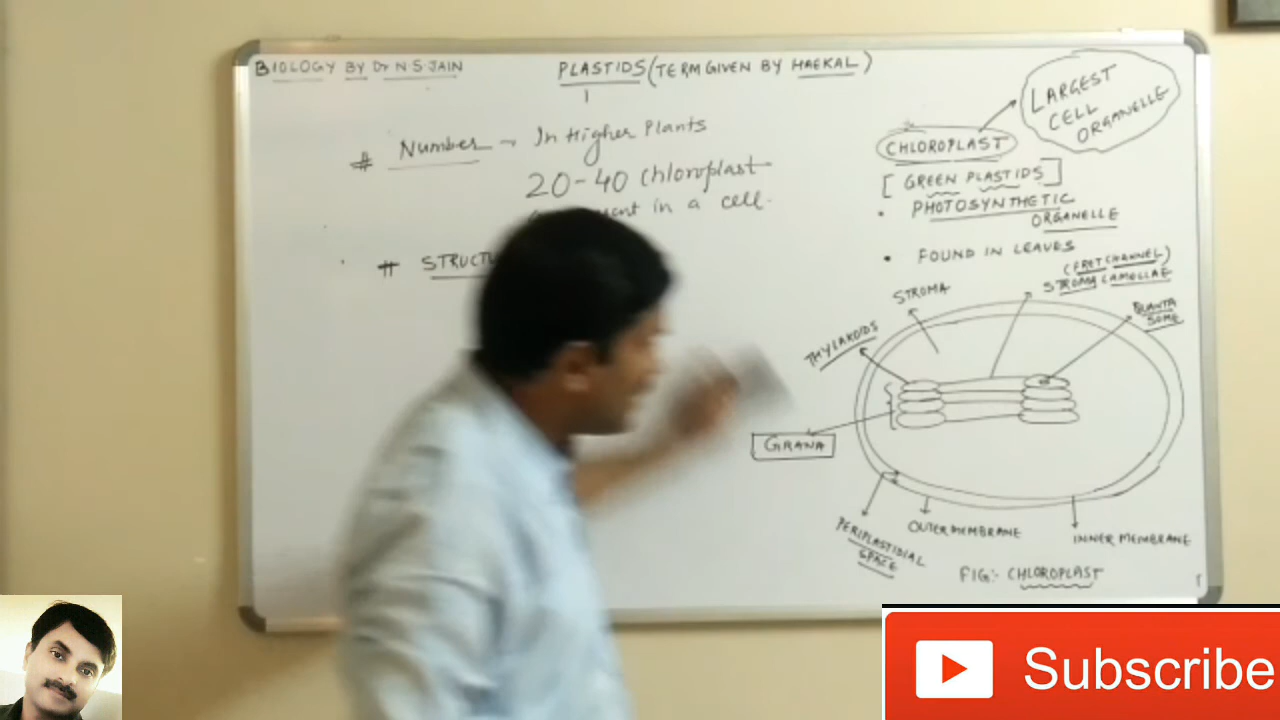 BIOLOGY BY Dr N.S.JAIN
PLASTIDS (TERM GIVEN BY HAEKAL)
# Number - In Higher Plants
20-40 chloroplast
in a cell.
# STRUCTU
LARGEST
CELL
ORGANELLE
CHLOROPLAST
[GREEN PLASTIDS]
• PHOTOSYNTHETIC
ORGANELLE
• FOUND IN LEAVES
(FRET CHANNEL)
STROMA LAMELLAE
STROMA
QUANTA
SOME
THYLAKOIDS
GRANA
PERIPLASTIDIAL
SPACE
OUTER MEMBRANE
INNER MEMBRANE
FIG:- CHLOROPLAST
Subscribe